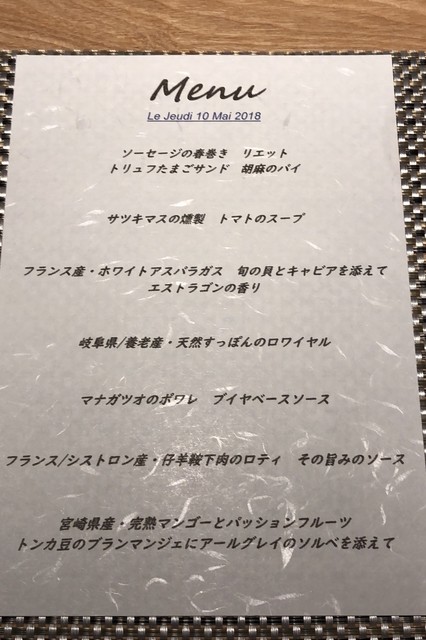 Menu
Le Jeudi 10 Mai 2018
ソーセージの春巻き　リエット
トリュフたまごサンド　胡麻のパイ
サツキマスの燻製　トマトのスープ
フランス産・ホワイトアスパラガス　旬の貝とキャビアを添えて
エストラゴンの香り
岐阜県/養老産・天然すっぽんのロワイヤル
マナガツオのポワレ　ブイヤベースソース
フランス/シストロン産・仔羊鞍下肉のロティ　その旨みのソース
宮崎県産・完熟マンゴーとパッションフルーツ
トンカ豆のブランマンジェにアールグレイのソルベを添えて